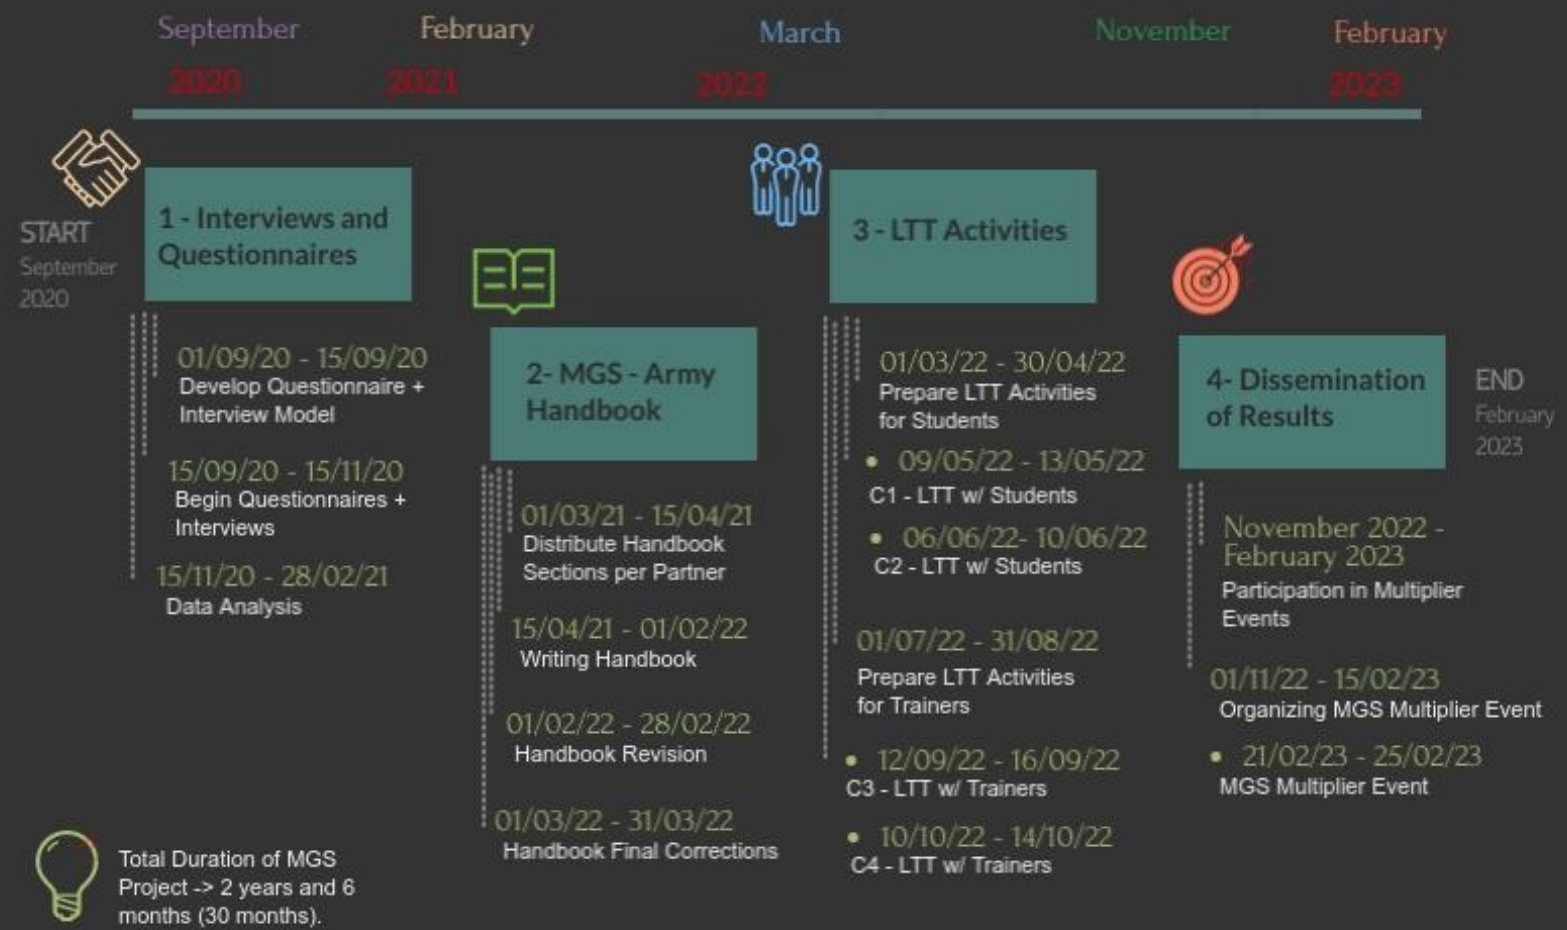 September
2020
February
2021
March
2022
November
February
2023
START
September
2020
1 - Interviews and
Questionnaires
01/09/20 - 15/09/20
Develop Questionnaire +
Interview Model
15/09/20 - 15/11/20
Begin Questionnaires +
Interviews
15/11/20 - 28/02/21
Data Analysis
2- MGS - Army
Handbook
01/03/21 - 15/04/21
Distribute Handbook
Sections per Partner
15/04/21 - 01/02/22
Writing Handbook
01/02/22 - 28/02/22
Handbook Revision
01/03/22 - 31/03/22
Handbook Final Corrections
3 - LTT Activities
01/03/22 - 30/04/22
Prepare LTT Activities
for Students
• 09/05/22 - 13/05/22
C1 - LTT w/ Students
• 06/06/22- 10/06/22
C2 - LTT w/ Students
01/07/22 - 31/08/22
Prepare LTT Activities
for Trainers
• 12/09/22 - 16/09/22
C3 - LTT w/ Trainers
• 10/10/22 - 14/10/22
C4 - LTT w/ Trainers
4- Dissemination
of Results
November 2022 -
February 2023
Participation in Multiplier
Events
01/11/22 - 15/02/23
Organizing MGS Multiplier Event
• 21/02/23 - 25/02/23
MGS Multiplier Event
END
February
2023
Total Duration of MGS
Project -> 2 years and 6
months (30 months).